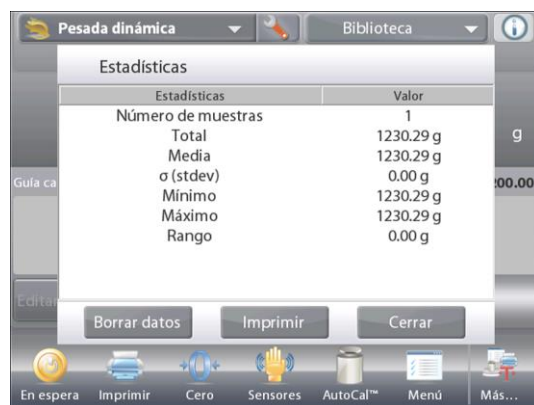 Pesada dinámica
Biblioteca
Estadísticas
Estadísticas Valor
Número de muestras 1
Total 1230.29 g
Media 1230.29 g
σ (stdev) 0.00 g
Mínimo 1230.29 g
Máximo 1230.29 g
Rango 0.00 g
g
Guía ca
200.00
Editar
Borrar datos Imprimir Cerrar
En espera Imprimir Cero Sensores AutoCal™ Menú Más...